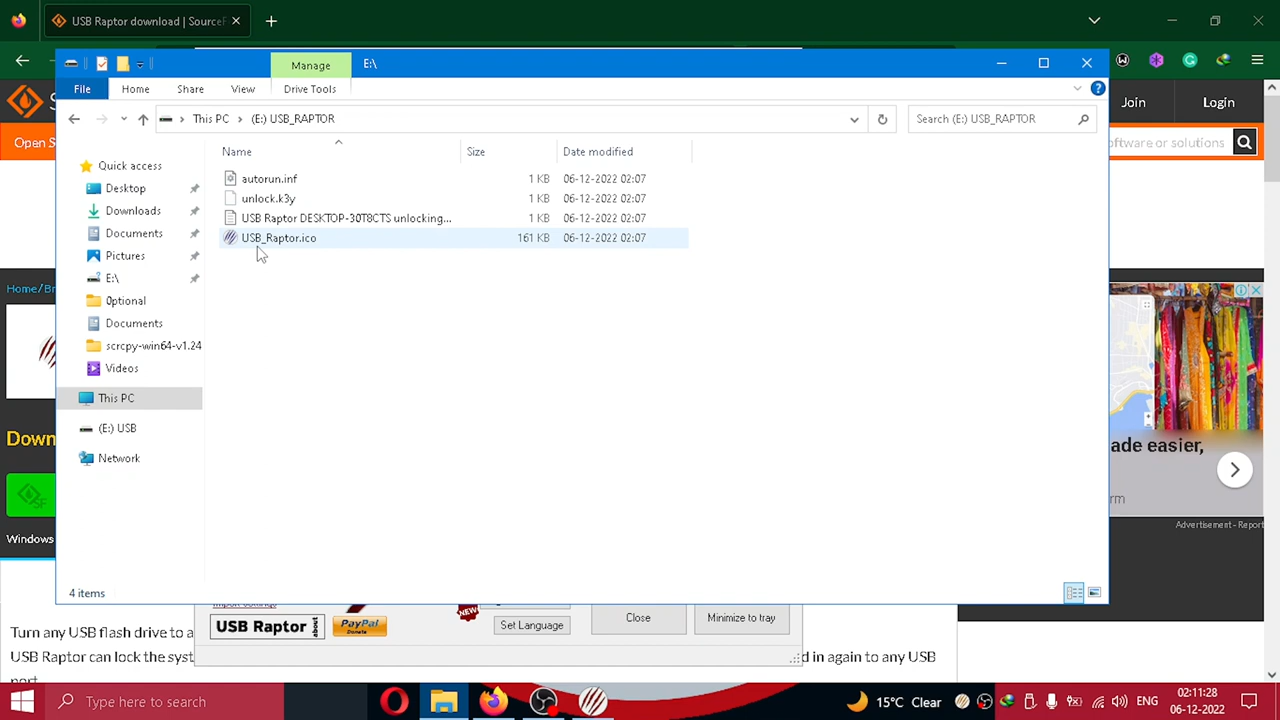 USB Raptor download | SourceF
Manage
E:\
File
Home
Share
View
Drive Tools
This PC
(E:) USB_RAPTOR
Search (E:) USB_RAPTOR
Join
Login
Open S
oftware or solutions
Name
Size
Date modified
Quick access
Desktop
Downloads
Documents
Pictures
E:\
0ptional
Documents
scrcpy-win64-v1.24
Videos
This PC
(E:) USB
Network
autorun.inf 1 KB 06-12-2022 02:07
unlock.k3y 1 KB 06-12-2022 02:07
USB Raptor DESKTOP-30T8CTS unlocking... 1 KB 06-12-2022 02:07
USB_Raptor.ico 161 KB 06-12-2022 02:07
4 items
Home/Br
Down
SF
Windows
ade easier,
rm
Advertisement - Report
NEW
USB Raptor about
PayPal
Donate
Set Language
Close
Minimize to tray
Turn any USB flash drive to a
USB Raptor can lock the syst
d in again to any USB
port.
Type here to search
15°C Clear
ENG
02:11:28
06-12-2022